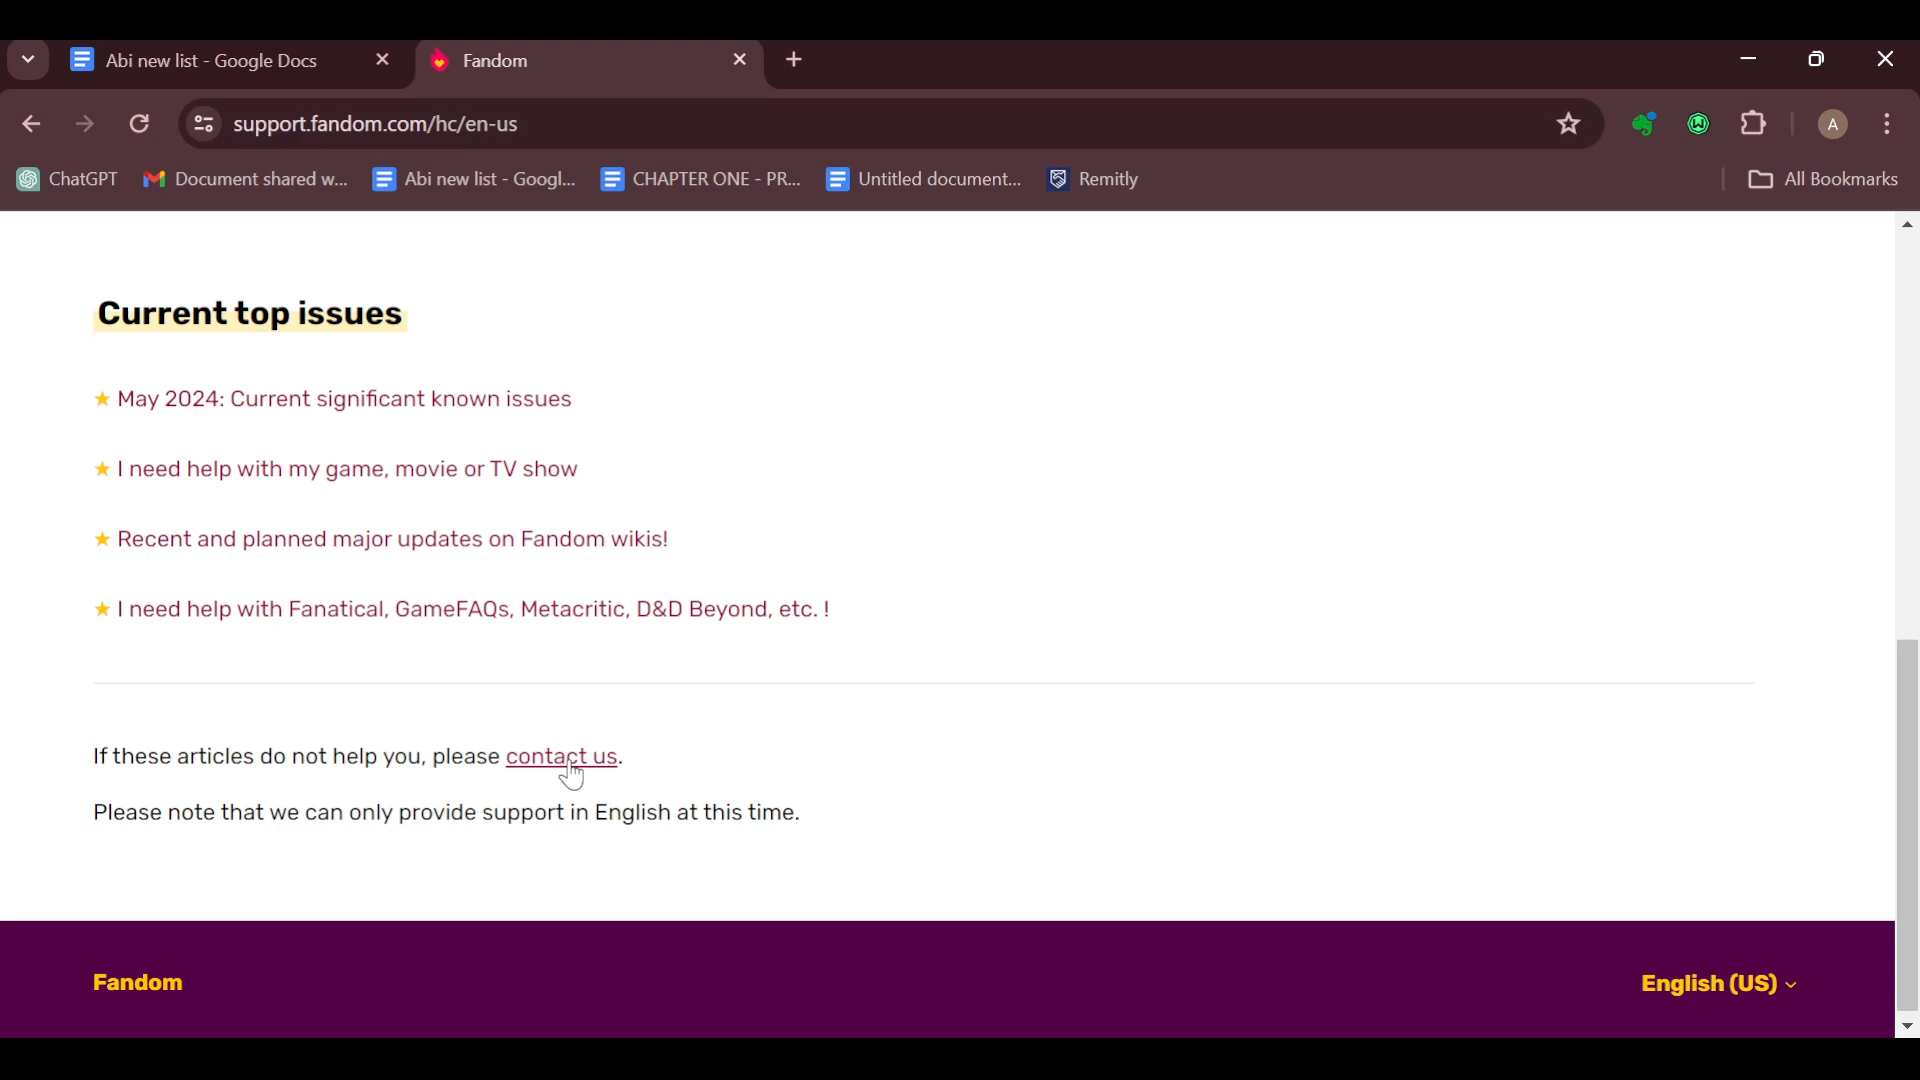 Abi new list - Google Docs
Fandom
support.fandom.com/hc/en-us
A
ChatGPT
Document shared w...
Abi new list - Googl...
CHAPTER ONE - PR...
Untitled document...
Remitly
All Bookmarks
Current top issues
★ May 2024: Current significant known issues
★ I need help with my game, movie or TV show
★ Recent and planned major updates on Fandom wikis!
★ I need help with Fanatical, GameFAQs, Metacritic, D&D Beyond, etc. !
If these articles do not help you, please contact us.
Please note that we can only provide support in English at this time.
Fandom
English (US)